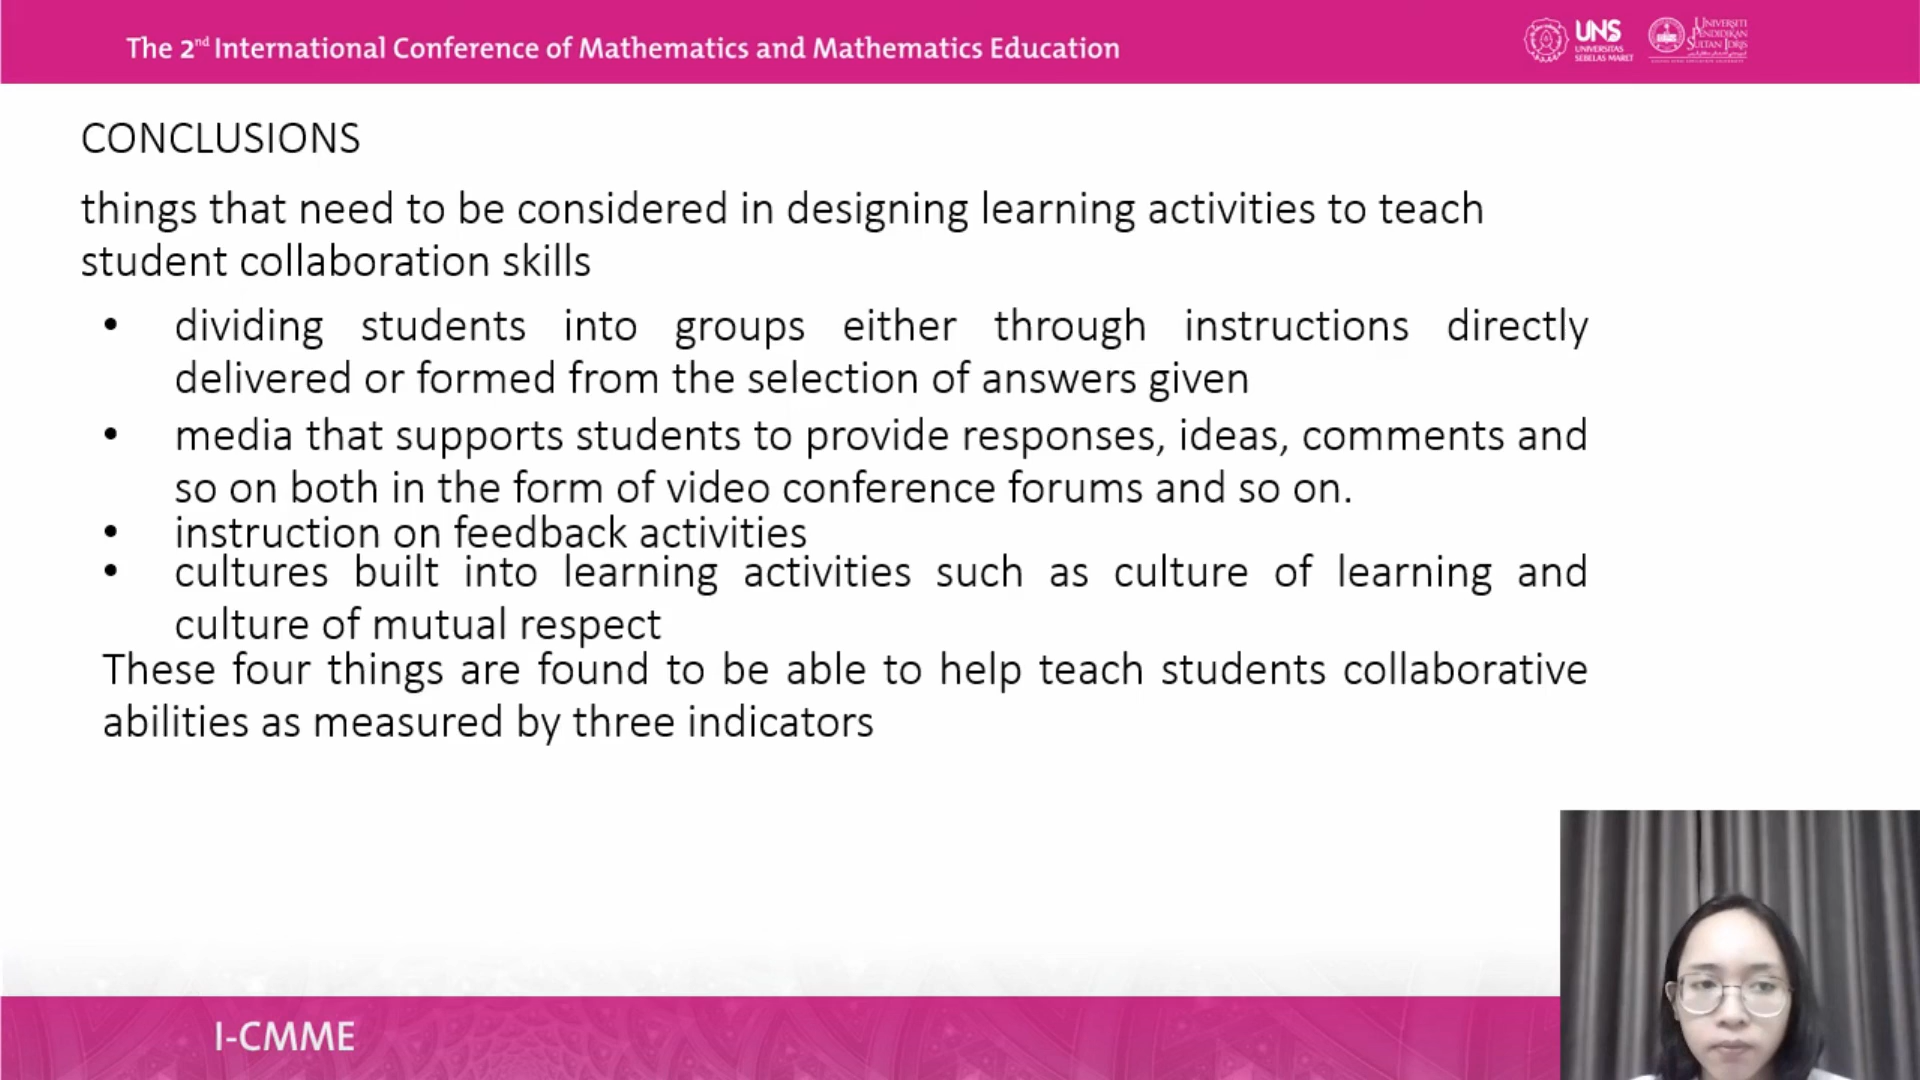 The 2nd International Conference of Mathematics and Mathematics Education
UNS
UNIVERSITAS
SEBELAS MARET
UNIVERSITI
PENDIDIKAN
SULTAN IDRIS
CONCLUSIONS
things that need to be considered in designing learning activities to teach
student collaboration skills
• dividing students into groups either through instructions directly
delivered or formed from the selection of answers given
• media that supports students to provide responses, ideas, comments and
so on both in the form of video conference forums and so on.
• instruction on feedback activities
• cultures built into learning activities such as culture of learning and
culture of mutual respect
These four things are found to be able to help teach students collaborative
abilities as measured by three indicators
I-CMME